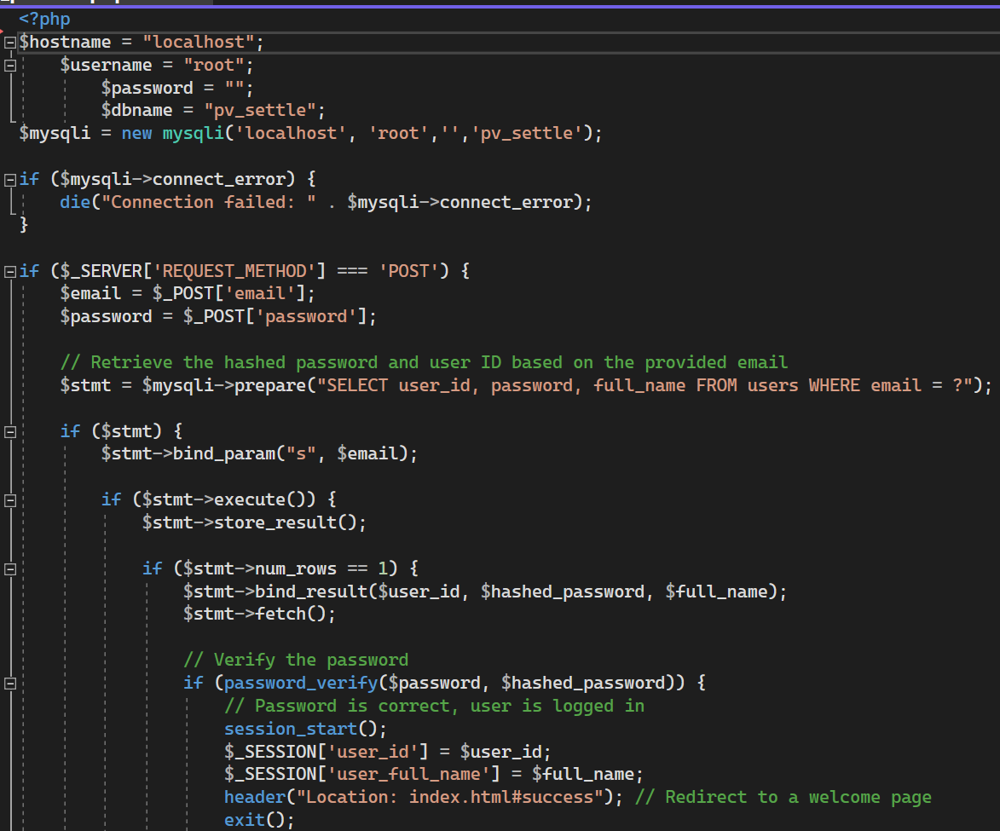 <?php
$hostname = "localhost";
$username = "root";
$password = "";
$dbname = "pv_settle";
$mysqli = new mysqli('localhost', 'root','','pv_settle');
if ($mysqli->connect_error) {
die("Connection failed: " . $mysqli->connect_error);
}
if ($_SERVER['REQUEST_METHOD'] === 'POST') {
$email = $_POST['email'];
$password = $_POST['password'];
// Retrieve the hashed password and user ID based on the provided email
$stmt = $mysqli->prepare("SELECT user_id, password, full_name FROM users WHERE email = ?");
if ($stmt) {
$stmt->bind_param("s", $email);
if ($stmt->execute()) {
$stmt->store_result();
if ($stmt->num_rows == 1) {
$stmt->bind_result($user_id, $hashed_password, $full_name);
$stmt->fetch();
// Verify the password
if (password_verify($password, $hashed_password)) {
// Password is correct, user is logged in
session_start();
$_SESSION['user_id'] = $user_id;
$_SESSION['user_full_name'] = $full_name;
header("Location: index.html#success"); // Redirect to a welcome page
exit();